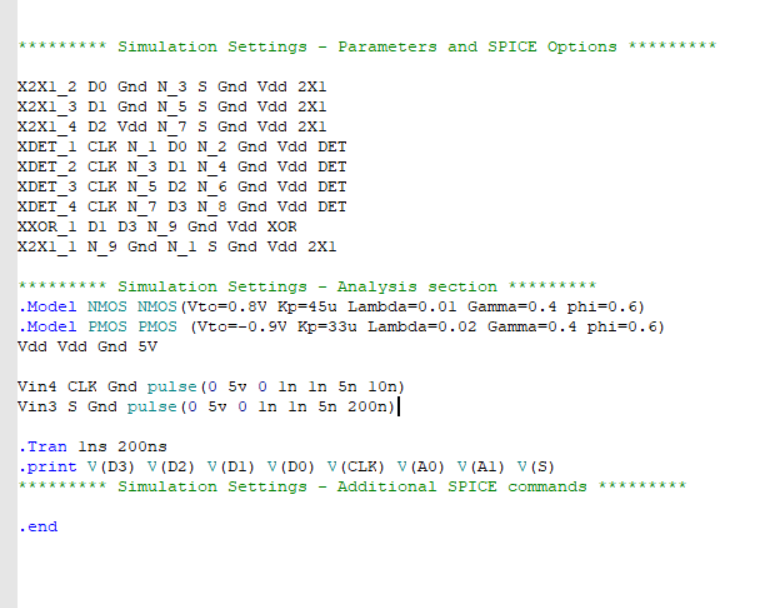 ********* Simulation Settings - Parameters and SPICE Options *********
X2X1_2 D0 Gnd N_3 S Gnd Vdd 2X1
X2X1_3 D1 Gnd N_5 S Gnd Vdd 2X1
X2X1_4 D2 Vdd N_7 S Gnd Vdd 2X1
XDET_1 CLK N_1 D0 N_2 Gnd Vdd DET
XDET_2 CLK N_3 D1 N_4 Gnd Vdd DET
XDET_3 CLK N_5 D2 N_6 Gnd Vdd DET
XDET_4 CLK N_7 D3 N_8 Gnd Vdd DET
XXOR_1 D1 D3 N_9 Gnd Vdd XOR
X2X1_1 N_9 Gnd N_1 S Gnd Vdd 2X1
********* Simulation Settings - Analysis section *********
.Model NMOS NMOS(Vto=0.8V Kp=45u Lambda=0.01 Gamma=0.4 phi=0.6)
.Model PMOS PMOS (Vto=-0.9V Kp=33u Lambda=0.02 Gamma=0.4 phi=0.6)
Vdd Vdd Gnd 5V
Vin4 CLK Gnd pulse(0 5v 0 1n 1n 5n 10n)
Vin3 S Gnd pulse(0 5v 0 1n 1n 5n 200n)
.Tran 1ns 200ns
.print V(D3) V(D2) V(D1) V(D0) V(CLK) V(A0) V(A1) V(S)
********* Simulation Settings - Additional SPICE commands *********
.end